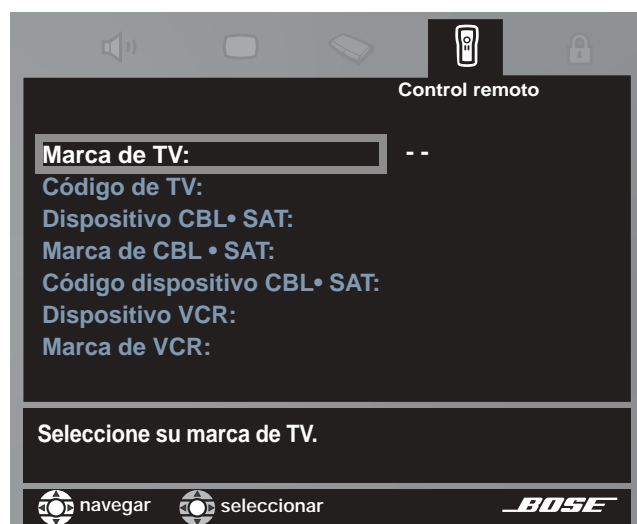 Control remoto
Marca de TV: - -
Código de TV:
Dispositivo CBL• SAT:
Marca de CBL • SAT:
Código dispositivo CBL• SAT:
Dispositivo VCR:
Marca de VCR:
Seleccione su marca de TV.
navegar seleccionar BOSE